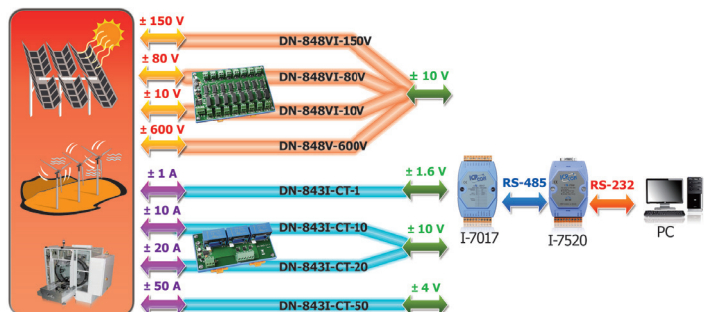 ± 150 V
DN-848VI-150V
± 80 V
DN-848VI-80V
± 10 V
± 10 V
DN-848VI-10V
± 600 V
DN-848V-600V
± 1 A
DN-843I-CT-1
± 1.6 V
RS-485
RS-232
I-7017
I-7520
PC
± 10 A
DN-843I-CT-10
± 10 V
± 20 A
DN-843I-CT-20
± 50 A
DN-843I-CT-50
± 4 V